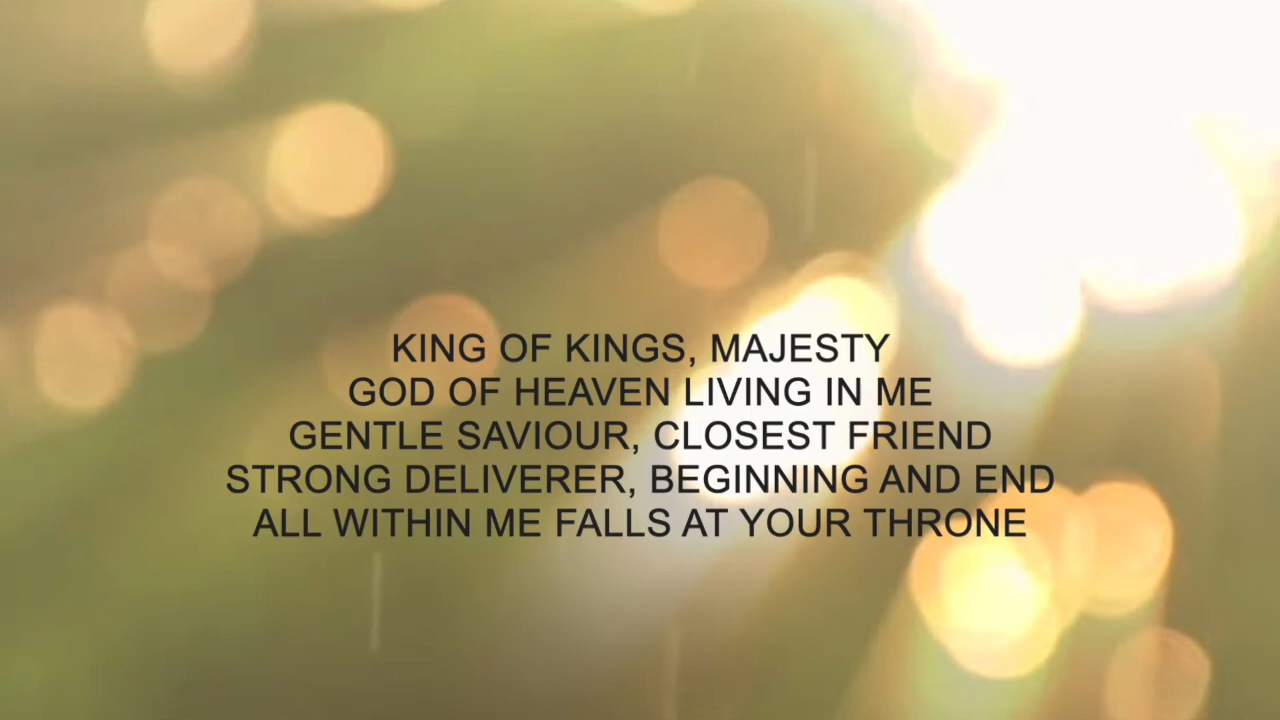 KING OF KINGS, MAJESTY
GOD OF HEAVEN LIVING IN ME
GENTLE SAVIOUR, CLOSEST FRIEND
STRONG DELIVERER, BEGINNING AND END
ALL WITHIN ME FALLS AT YOUR THRONE